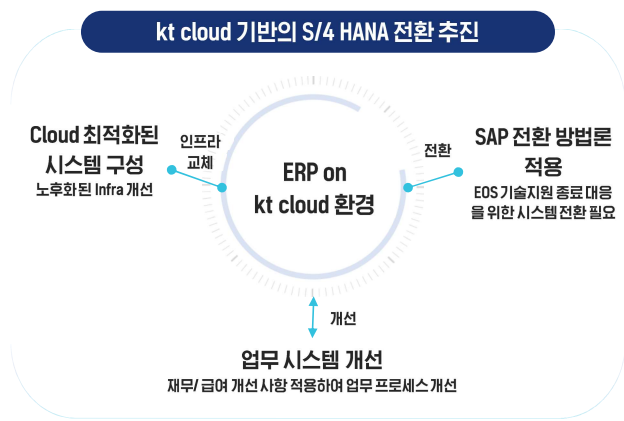 kt cloud 기반의 S/4 HANA 전환 추진
Cloud 최적화된
시스템 구성
노후화된 Infra 개선
인프라
교체
ERP on
kt cloud 환경
전환
SAP 전환 방법론
적용
EOS 기술지원 종료 대응
을 위한 시스템 전환 필요
개선
업무 시스템 개선
재무/ 급여 개선 사항 적용하여 업무 프로세스 개선